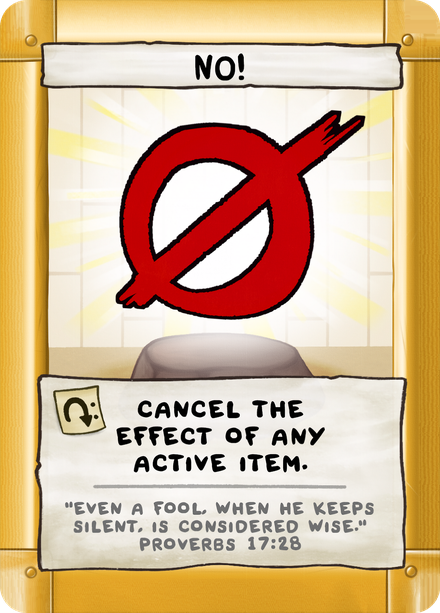 NO!
CANCEL THE
EFFECT OF ANY
ACTIVE ITEM.
"EVEN A FOOL, WHEN HE KEEPS
SILENT, IS CONSIDERED WISE."
PROVERBS 17:28